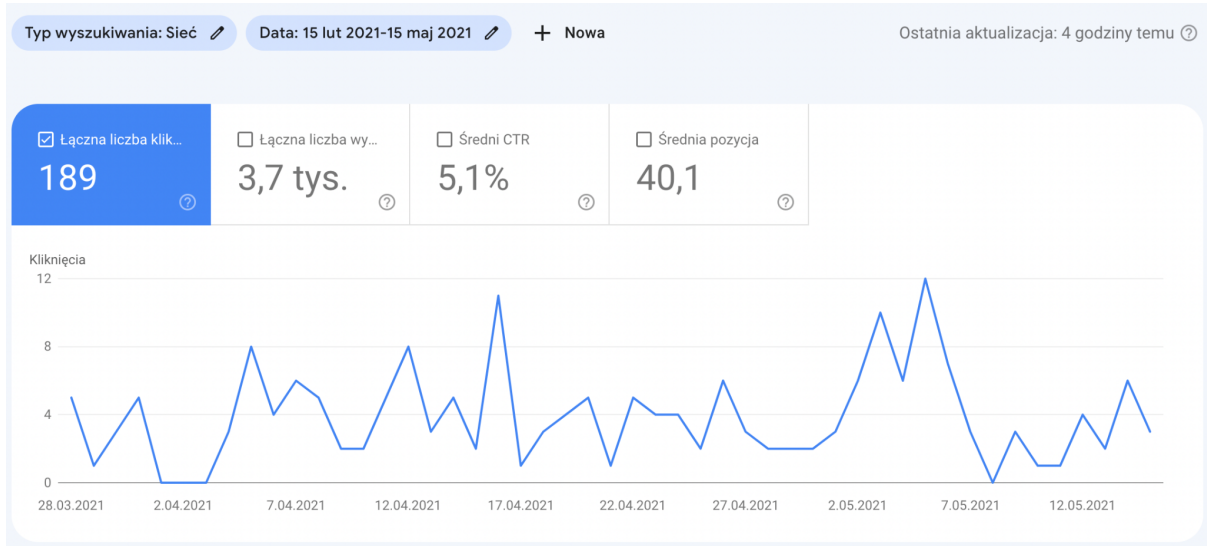 Typ wyszukiwania: Sieć
Data: 15 lut 2021-15 maj 2021
+ Nowa
Ostatnia aktualizacja: 4 godziny temu
Łączna liczba klik...
189
Łączna liczba wy...
3,7 tys.
Średni CTR
5,1%
Średnia pozycja
40,1
Kliknięcia
12
8
4
0
28.03.2021 2.04.2021 7.04.2021 12.04.2021 17.04.2021 22.04.2021 27.04.2021 2.05.2021 7.05.2021 12.05.2021